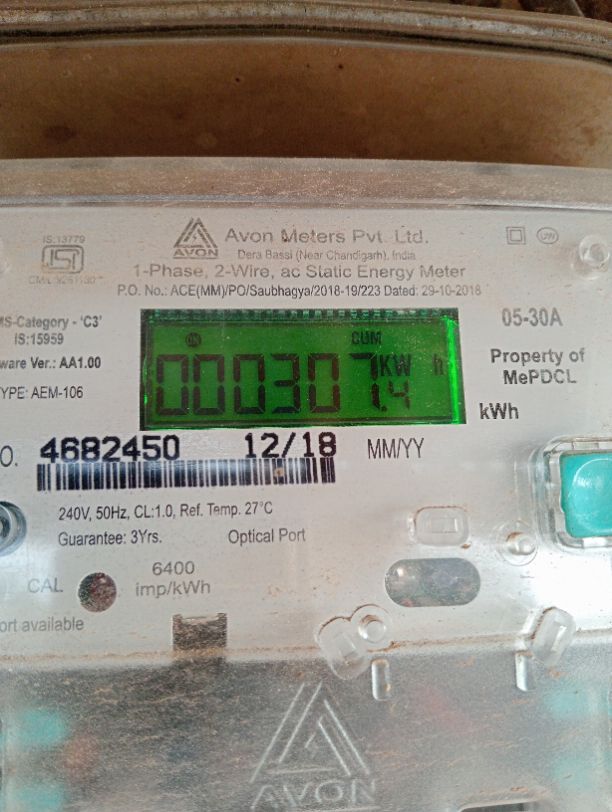 IS:13779
ISI
AVON
Avon Meters Pvt. Ltd.
Dera Bassi (Near Chandigarh), India
1-Phase, 2-Wire, ac Static Energy Meter
P.O. No.: ACE(MM)/PO/Saubhagya/2018-19/223 Dated: 29-10-2018
MS-Category - 'C3'
IS:15959
ware Ver.: AA1.00
YPE: AEM-106
ON CUM
000307.4 KW h
05-30A
Property of
MePDCL
kWh
O. 4682450 12/18 MM/YY
240V, 50Hz, CL:1.0, Ref. Temp. 27°C
Guarantee: 3Yrs. Optical Port
CAL
6400
imp/kWh
ort available
AVON